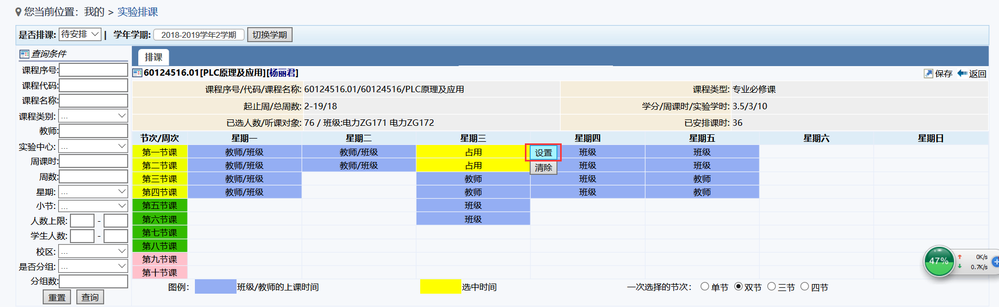 您当前位置：我的 > 实验排课
是否排课: 待安排 | 学年学期: 2018-2019学年2学期 切换学期
查询条件
课程序号:
课程代码:
课程名称:
课程类别: ...
教师:
实验中心: ...
周课时:
周数:
星期: ...
小节: ...
人数上限: -
学生人数: -
校区: ...
是否分组: ...
分组数:
重置 查询
排课
60124516.01[PLC原理及应用][杨丽君] 保存 返回
课程序号/代码/课程名称: 60124516.01/60124516/PLC原理及应用 课程类型: 专业必修课
起止周/总周数: 2-19/18 学分/周课时/实验学时: 3.5/3/10
已选人数/听课对象: 76 / 班级:电力ZG171 电力ZG172 已安排课时: 36
节次/周次 星期一 星期二 星期三 星期四 星期五 星期六 星期日
第一节课 教师/班级 教师/班级 占用 设置 班级 班级
第二节课 教师/班级 教师/班级 占用 清除 班级 班级
第三节课 教师/班级 教师 班级 教师
第四节课 教师/班级 教师 班级 教师
第五节课 班级
第六节课 班级
第七节课
第八节课
第九节课
第十节课
图例： 班级/教师的上课时间 选中时间 一次选择的节次： 单节 双节 三节 四节
47% 0K/s
0.7K/s